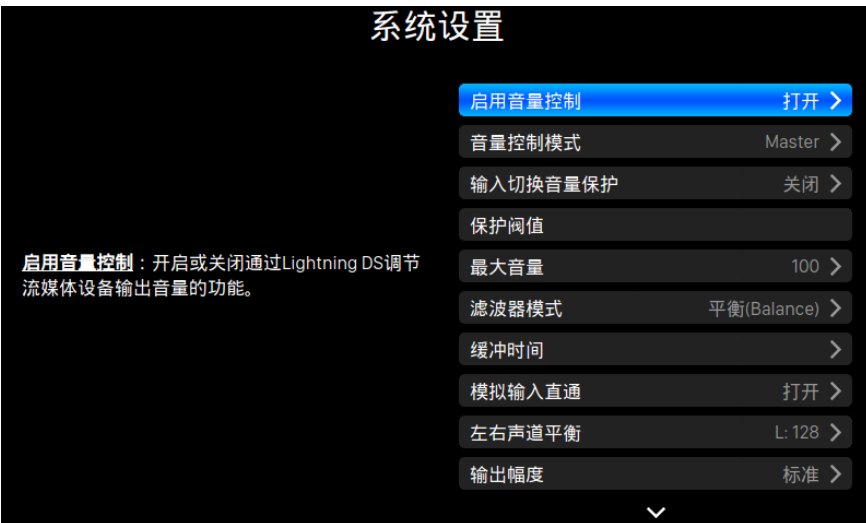 系统设置
启用音量控制 打开
音量控制模式 Master
输入切换音量保护 关闭
保护阀值
启用音量控制：开启或关闭通过Lightning DS调节
流媒体设备输出音量的功能。
最大音量 100
滤波器模式 平衡(Balance)
缓冲时间
模拟输入直通 打开
左右声道平衡 L: 128
输出幅度 标准